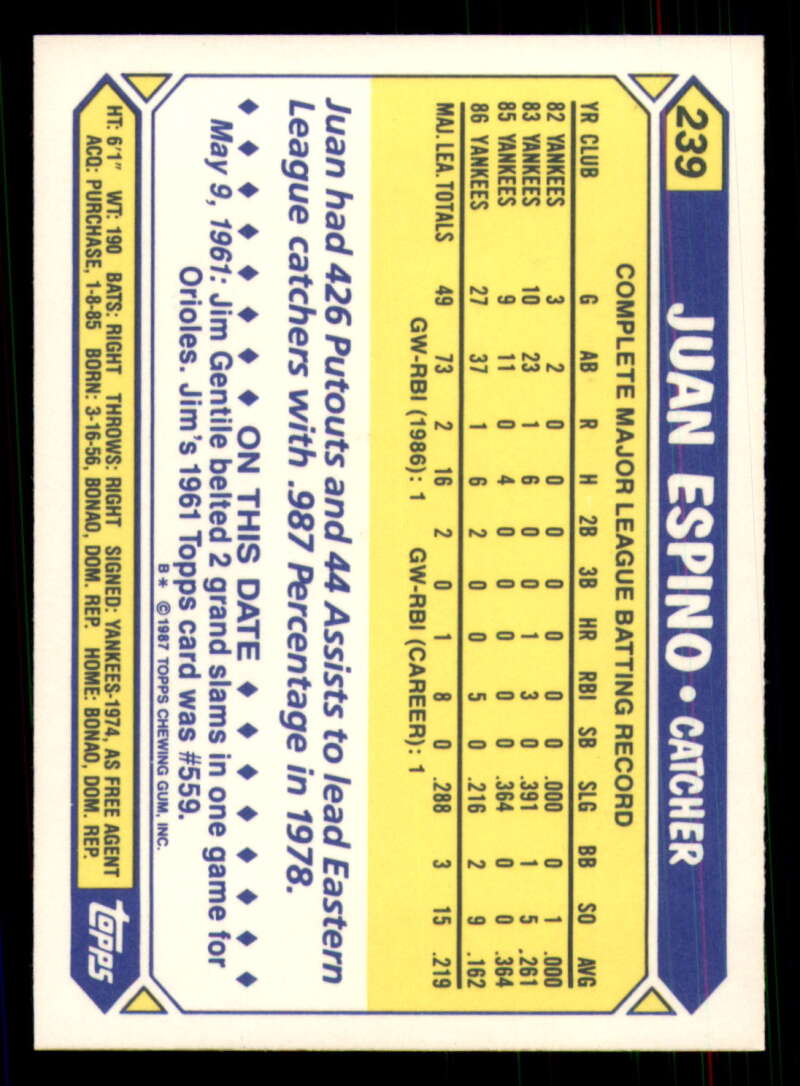 239
JUAN ESPINO • CATCHER
COMPLETE MAJOR LEAGUE BATTING RECORD
YR CLUB G AB R H 2B 3B HR RBI SB SLG BB SO AVG
82 YANKEES 3 2 0 0 0 0 0 0 0 .000 0 1 .000
83 YANKEES 10 23 1 6 0 0 1 3 0 .391 1 5 .261
85 YANKEES 9 11 0 4 0 0 0 0 0 .364 0 0 .364
86 YANKEES 27 37 1 6 2 0 0 5 0 .216 2 9 .162
MAJ. LEA. TOTALS 49 73 2 16 2 0 1 8 0 .288 3 15 .219
GW-RBI (1986): 1 GW-RBI (CAREER): 1
Juan had 426 Putouts and 44 Assists to lead Eastern
League catchers with .987 Percentage in 1978.
◆ ◆ ◆ ◆ ◆ ◆ ◆ ON THIS DATE ◆ ◆ ◆ ◆ ◆ ◆ ◆
May 9, 1961: Jim Gentile belted 2 grand slams in one game for
Orioles. Jim's 1961 Topps card was #559.
B* ©1987 TOPPS CHEWING GUM, INC.
HT: 6'1" WT: 190 BATS: RIGHT THROWS: RIGHT SIGNED: YANKEES-1974, AS FREE AGENT
ACQ: PURCHASE, 1-8-85 BORN: 3-16-56, BONAO, DOM. REP. HOME: BONAO, DOM. REP.
topps